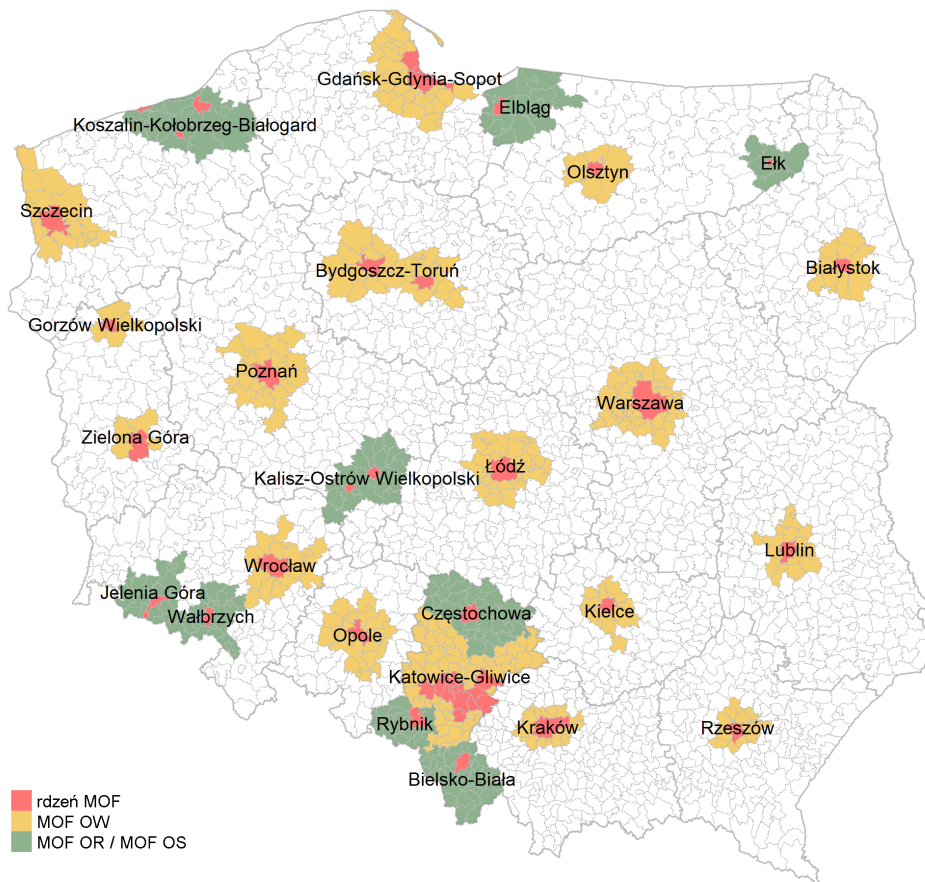 Gdańsk-Gdynia-Sopot
Elbląg
Koszalin-Kołobrzeg-Białogard
Ełk
Olsztyn
Szczecin
Bydgoszcz-Toruń
Białystok
Gorzów Wielkopolski
Poznań
Warszawa
Zielona Góra
Łódź
Kalisz-Ostrów Wielkopolski
Lublin
Wrocław
Jelenia Góra
Wałbrzych
Częstochowa
Kielce
Opole
Katowice-Gliwice
Rybnik
Kraków
Rzeszów
Bielsko-Biała
rdzeń MOF
MOF OW
MOF OR / MOF OS